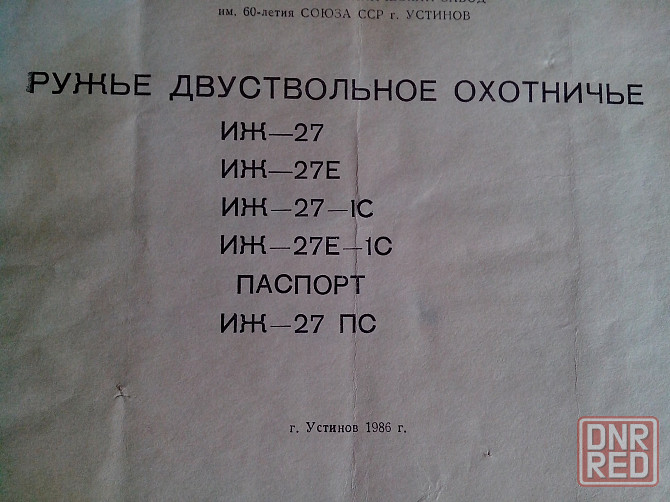 им. 60-летия СОЮЗА ССР г. УСТИНОВ
РУЖЬЕ ДВУСТВОЛЬНОЕ ОХОТНИЧЬЕ
ИЖ—27
ИЖ—27Е
ИЖ—27—1С
ИЖ—27Е—1С
ПАСПОРТ
ИЖ—27 ПС
г. Устинов 1986 г.
DNR
RED